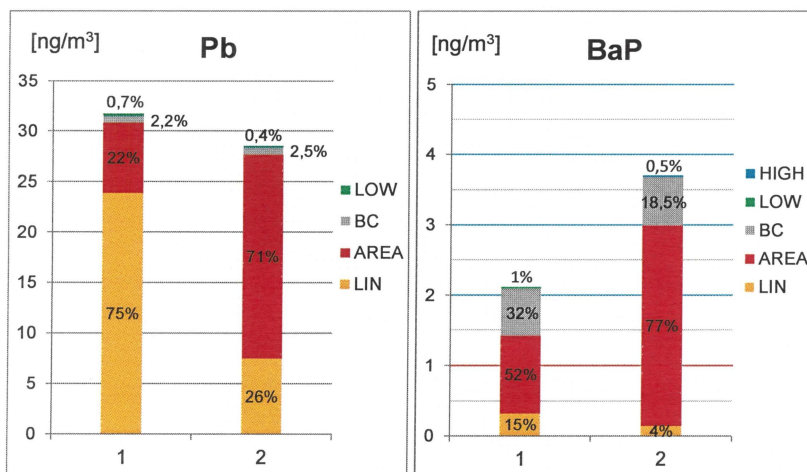 [ng/m³]
Pb
35
30
25
20
15
10
5
0
0,7%
2,2%
22%
75%
0,4%
2,5%
71%
26%
1
2
LOW
BC
AREA
LIN
[ng/m³]
BaP
5
4
3
2
1
0
1%
32%
52%
15%
0,5%
18,5%
77%
4%
1
2
HIGH
LOW
BC
AREA
LIN